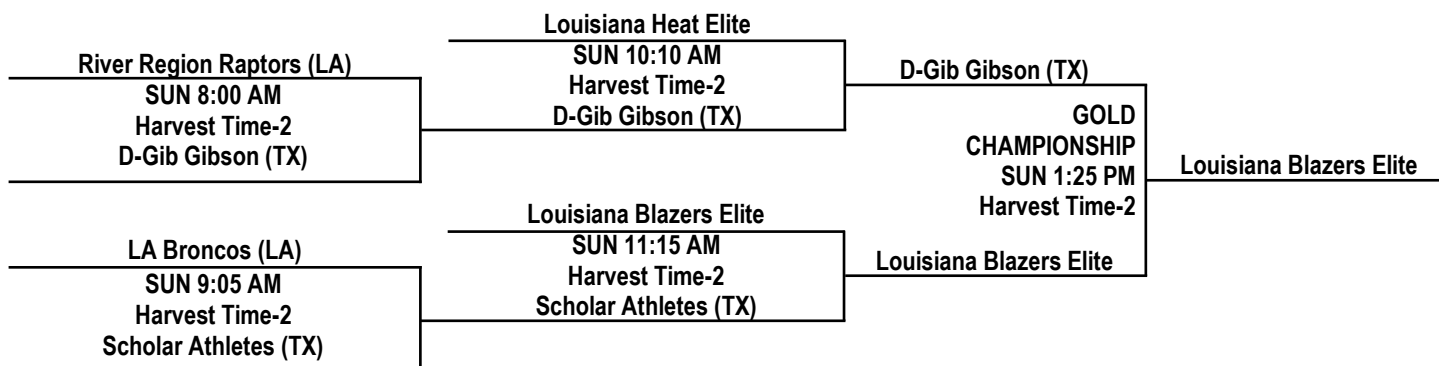 Louisiana Heat Elite
River Region Raptors (LA)
SUN 10:10 AM
D-Gib Gibson (TX)
SUN 8:00 AM
Harvest Time-2
Harvest Time-2
D-Gib Gibson (TX)
GOLD
D-Gib Gibson (TX)
CHAMPIONSHIP
SUN 1:25 PM
Louisiana Blazers Elite
Harvest Time-2
Louisiana Blazers Elite
LA Broncos (LA)
SUN 11:15 AM
Louisiana Blazers Elite
SUN 9:05 AM
Harvest Time-2
Harvest Time-2
Scholar Athletes (TX)
Scholar Athletes (TX)